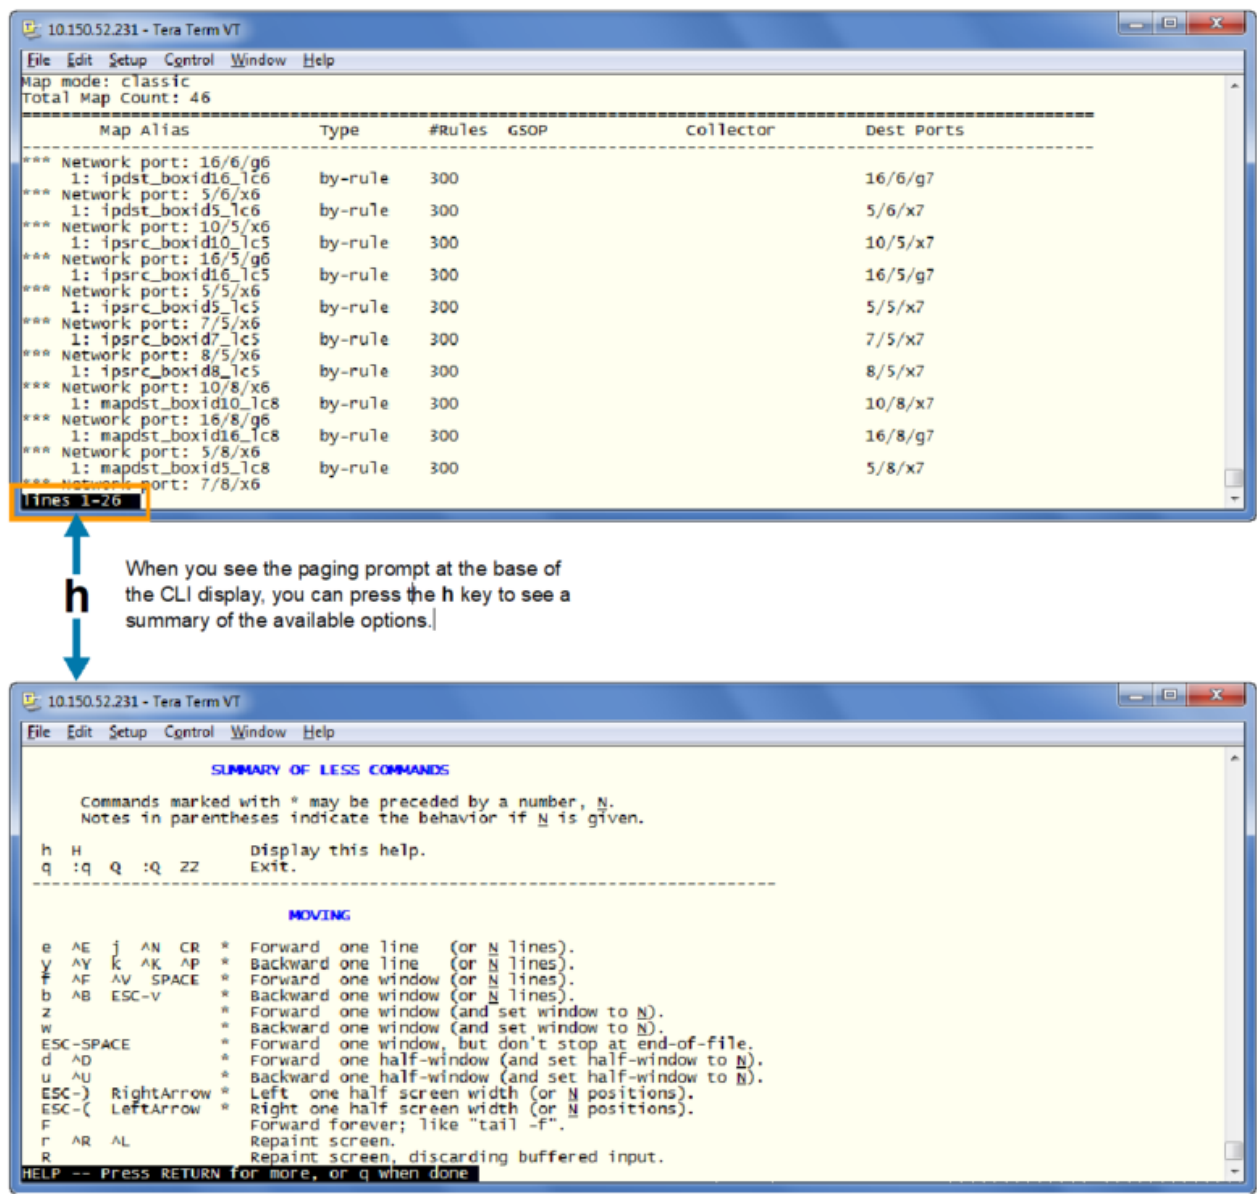 10.150.52.231 - Tera Term VT
File Edit Setup Control Window Help
Map mode: classic
Total Map Count: 46
================================================================================
Map Alias Type #Rules GSOP Collector Dest Ports
--------------------------------------------------------------------------------
*** Network port: 16/6/g6
1: ipdst_boxid16_lc6 by-rule 300 16/6/g7
*** Network port: 5/6/x6
1: ipdst_boxid5_lc6 by-rule 300 5/6/x7
*** Network port: 10/5/x6
1: ipsrc_boxid10_lc5 by-rule 300 10/5/x7
*** Network port: 16/5/g6
1: ipsrc_boxid16_lc5 by-rule 300 16/5/g7
*** Network port: 5/5/x6
1: ipsrc_boxid5_lc5 by-rule 300 5/5/x7
*** Network port: 7/5/x6
1: ipsrc_boxid7_lc5 by-rule 300 7/5/x7
*** Network port: 8/5/x6
1: ipsrc_boxid8_lc5 by-rule 300 8/5/x7
*** Network port: 10/8/x6
1: mapdst_boxid10_lc8 by-rule 300 10/8/x7
*** Network port: 16/8/g6
1: mapdst_boxid16_lc8 by-rule 300 16/8/g7
*** Network port: 5/8/x6
1: mapdst_boxid5_lc8 by-rule 300 5/8/x7
*** Network port: 7/8/x6
lines 1-26
h
When you see the paging prompt at the base of
the CLI display, you can press the h key to see a
summary of the available options.
10.150.52.231 - Tera Term VT
File Edit Setup Control Window Help
SUMMARY OF LESS COMMANDS
Commands marked with * may be preceded by a number, N.
Notes in parentheses indicate the behavior if N is given.
h H Display this help.
q :q Q :Q ZZ Exit.
--------------------------------------------------------------------------------
MOVING
e ^E j ^N CR * Forward one line (or N lines).
y ^Y k ^K ^P * Backward one line (or N lines).
f ^F ^V SPACE * Forward one window (or N lines).
b ^B ESC-v * Backward one window (or N lines).
z * Forward one window (and set window to N).
w * Backward one window (and set window to N).
ESC-SPACE * Forward one window, but don't stop at end-of-file.
d ^D * Forward one half-window (and set half-window to N).
u ^U * Backward one half-window (and set half-window to N).
ESC-) RightArrow * Left one half screen width (or N positions).
ESC-( LeftArrow * Right one half screen width (or N positions).
F Forward forever; like "tail -f".
r ^R ^L Repaint screen.
R Repaint screen, discarding buffered input.
HELP -- Press RETURN for more, or q when done